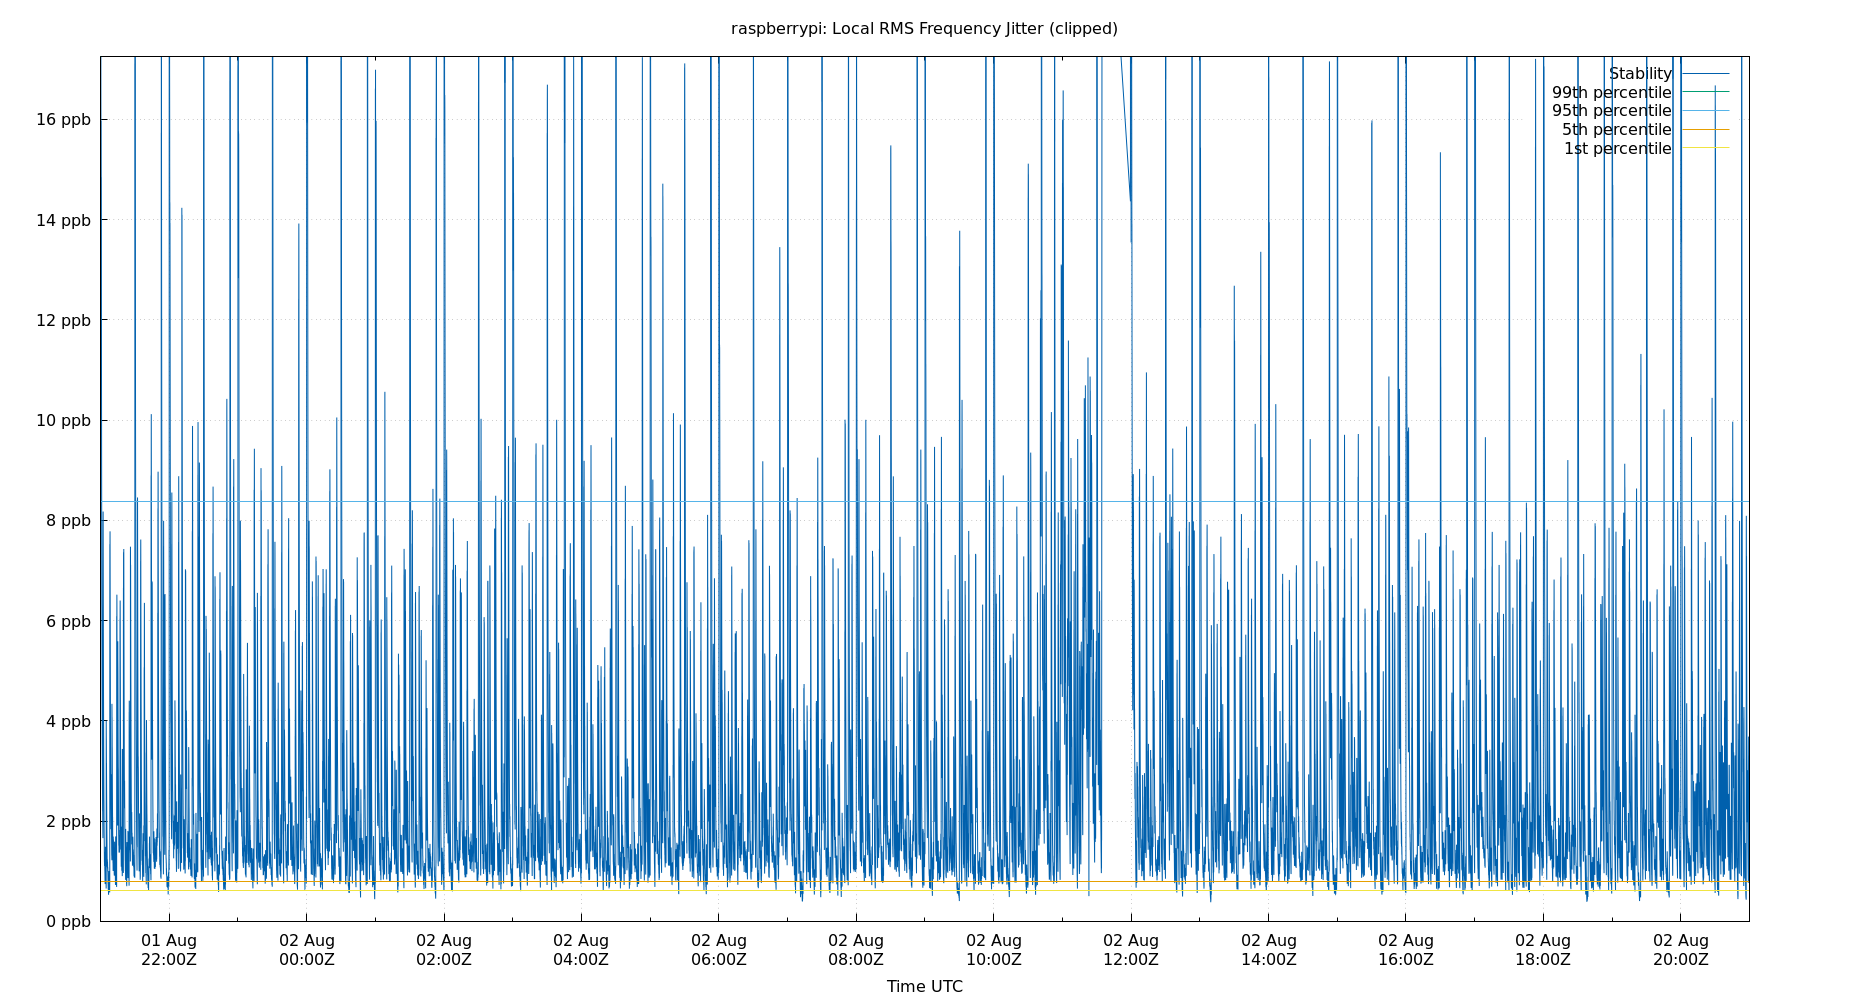 raspberrypi: Local RMS Frequency Jitter (clipped)
Stability
99th percentile
95th percentile
5th percentile
1st percentile
16 ppb
14 ppb
12 ppb
10 ppb
8 ppb
6 ppb
4 ppb
2 ppb
0 ppb
01 Aug 02 Aug 02 Aug 02 Aug 02 Aug 02 Aug 02 Aug 02 Aug 02 Aug 02 Aug 02 Aug 02 Aug
22:00Z 00:00Z 02:00Z 04:00Z 06:00Z 08:00Z 10:00Z 12:00Z 14:00Z 16:00Z 18:00Z 20:00Z
Time UTC